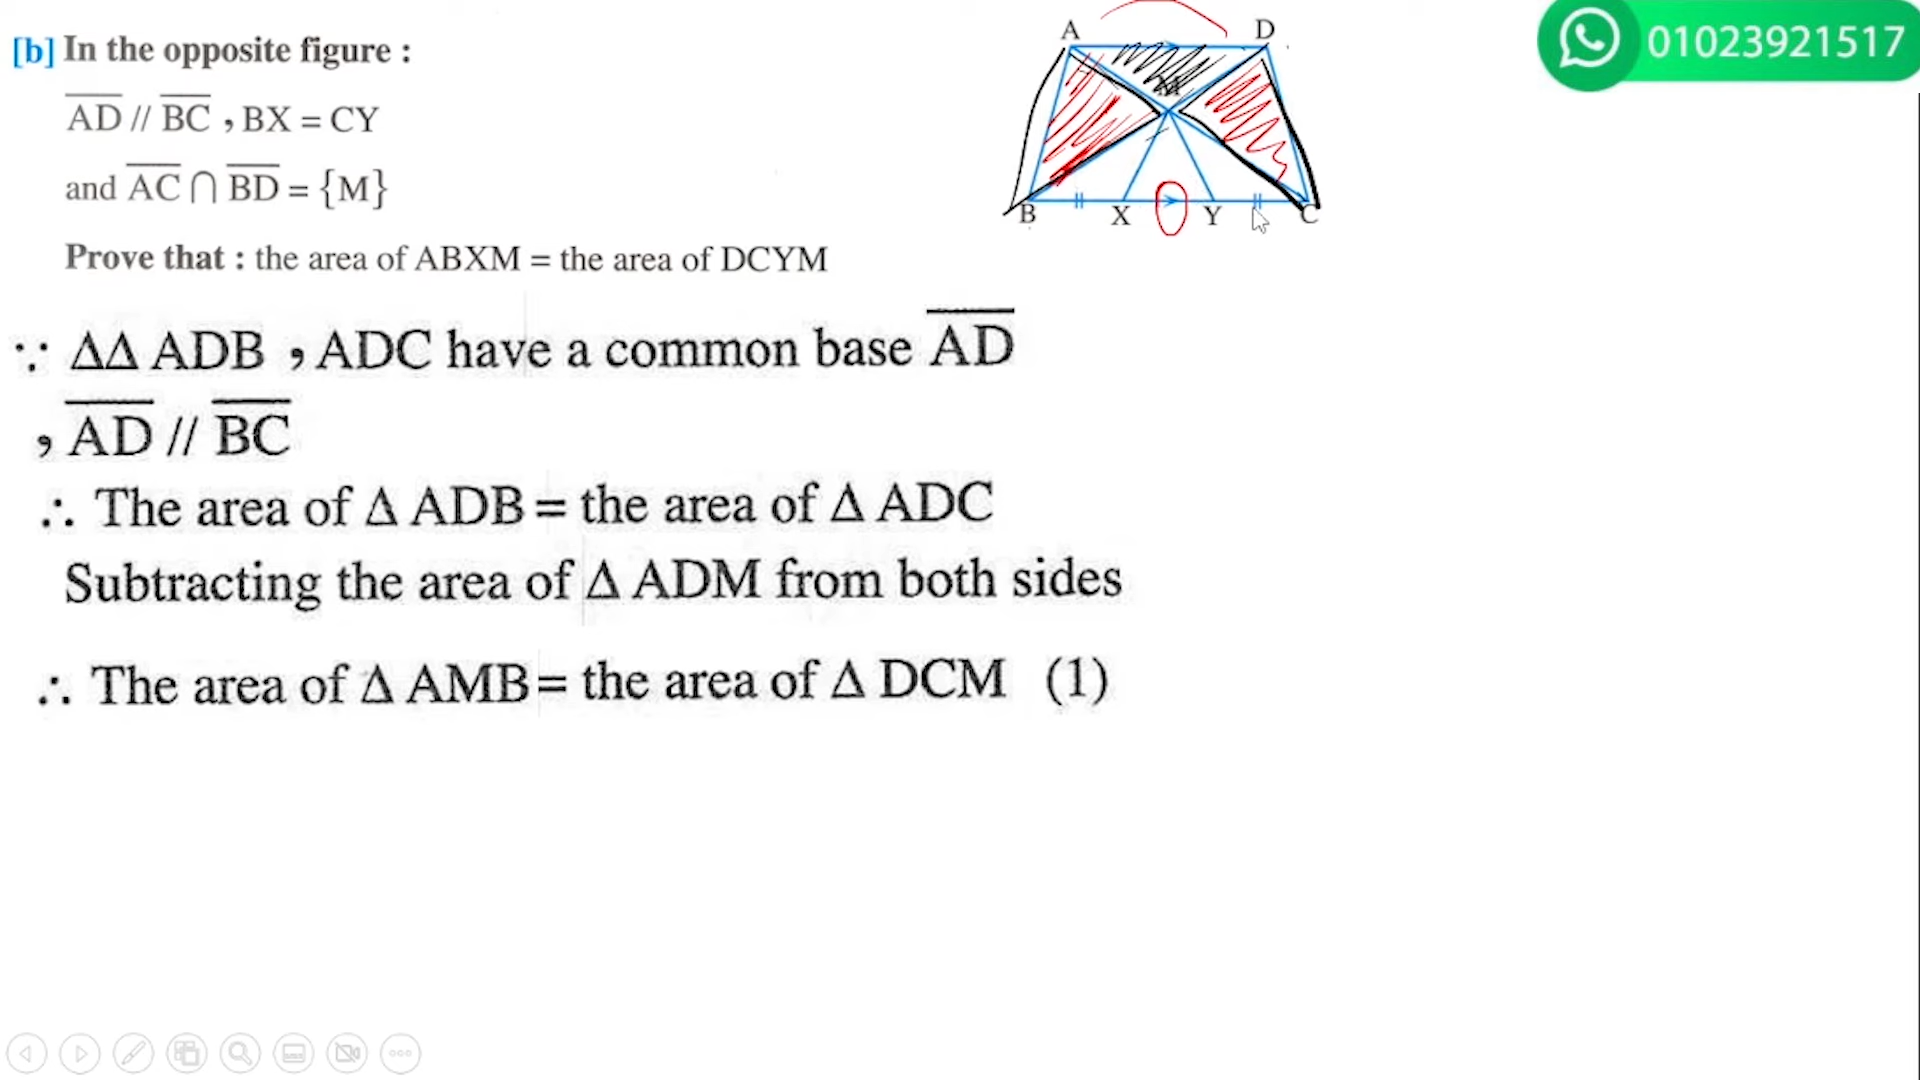 [b] In the opposite figure :
AD // BC , BX = CY
and AC ∩ BD = {M}
Prove that : the area of ABXM = the area of DCYM
A D
M
B X Y C
01023921517
∵ ΔΔ ADB , ADC have a common base AD
, AD // BC
∴ The area of Δ ADB = the area of Δ ADC
Subtracting the area of Δ ADM from both sides
∴ The area of Δ AMB = the area of Δ DCM (1)